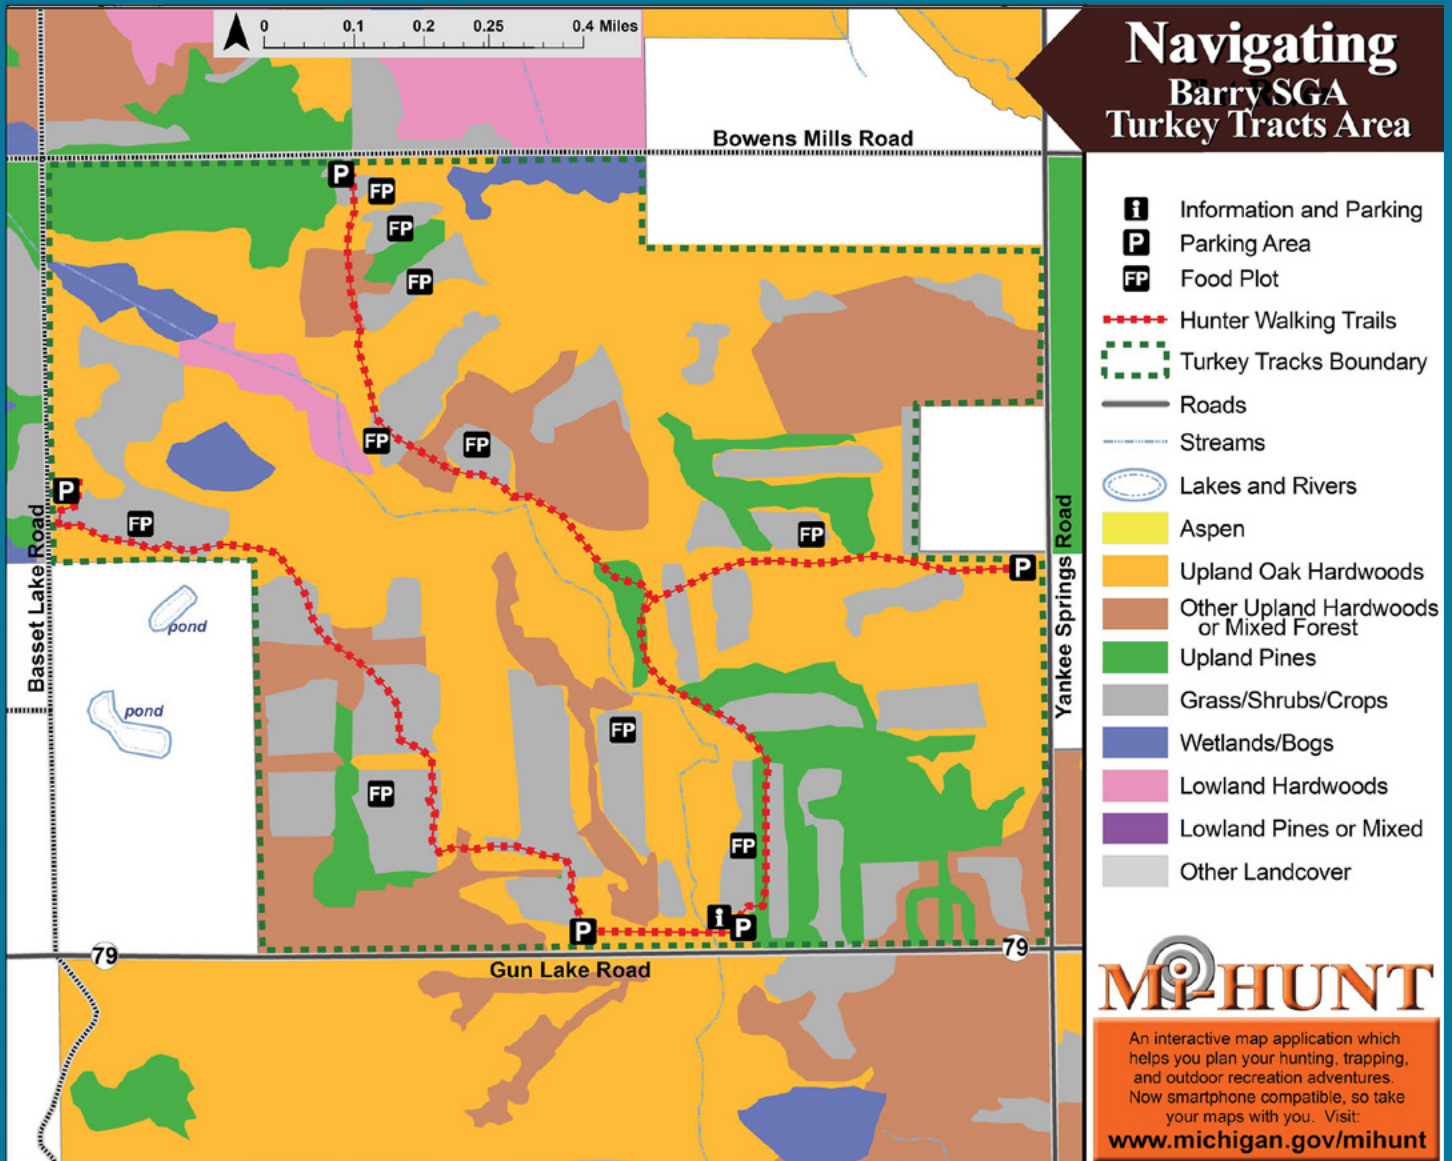 0 0.1 0.2 0.25 0.4 Miles
Navigating
Barry SGA
Turkey Tracts Area
Bowens Mills Road
P
FP
FP
FP
FP
FP
P
FP
FP
P
Basset Lake Road
Yankee Springs Road
pond
pond
FP
FP
FP
i
P
P
79
79
Gun Lake Road
i Information and Parking
P Parking Area
FP Food Plot
Hunter Walking Trails
Turkey Tracks Boundary
Roads
Streams
Lakes and Rivers
Aspen
Upland Oak Hardwoods
Other Upland Hardwoods
or Mixed Forest
Upland Pines
Grass/Shrubs/Crops
Wetlands/Bogs
Lowland Hardwoods
Lowland Pines or Mixed
Other Landcover
Mi-HUNT
An interactive map application which
helps you plan your hunting, trapping,
and outdoor recreation adventures.
Now smartphone compatible, so take
your maps with you. Visit:
www.michigan.gov/mihunt